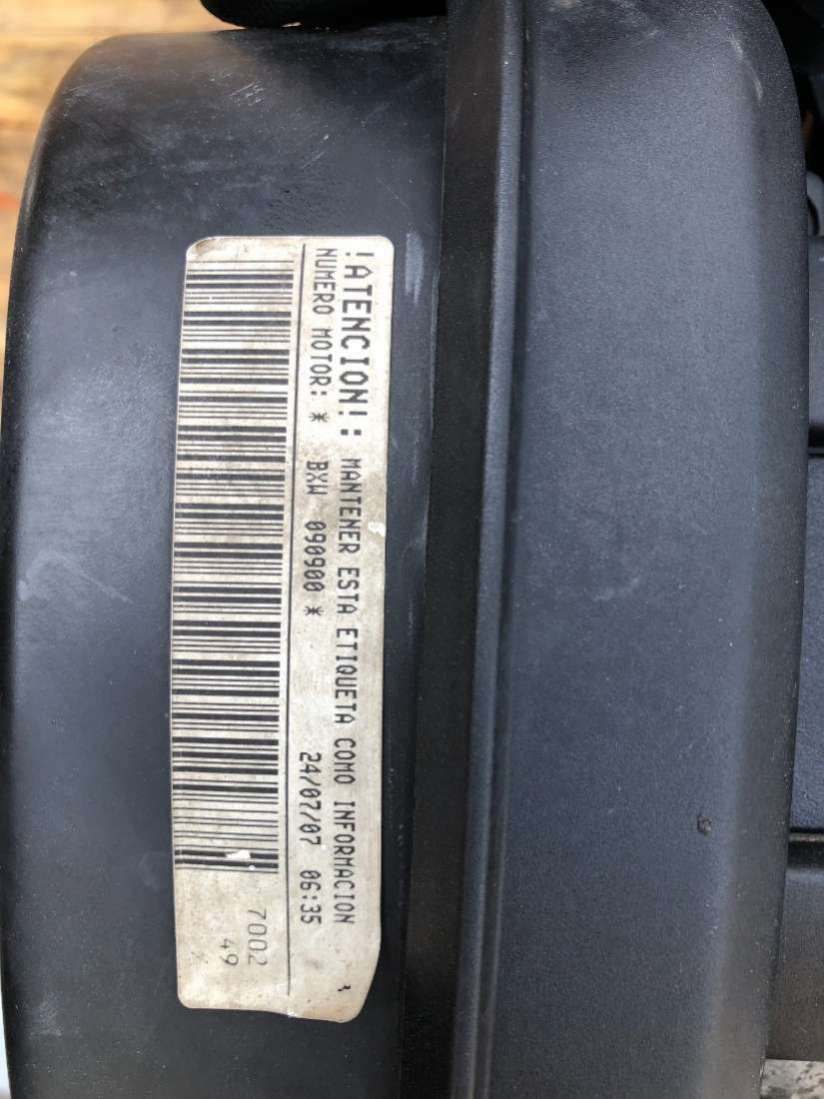 !ATENCION!: MANTENER ESTA ETIQUETA COMO INFORMACION
NUMERO MOTOR: * BXW 090900 * 24/07/07 06:35
7002
49